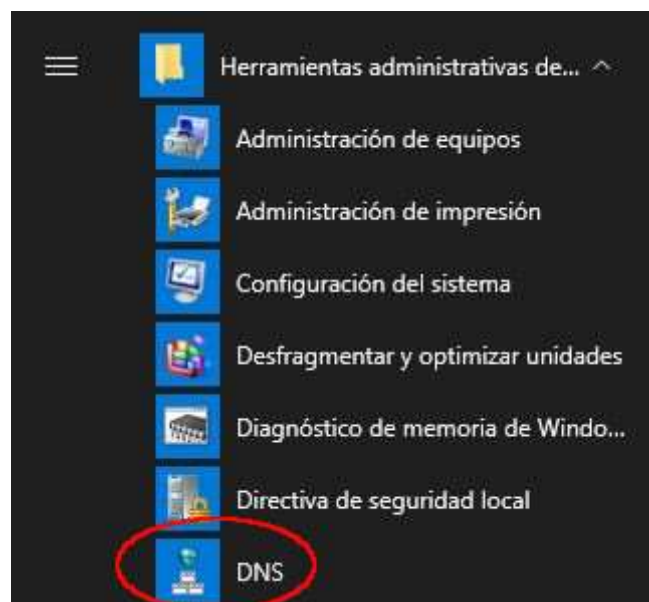 Herramientas administrativas de...
Administración de equipos
Administración de impresión
Configuración del sistema
Desfragmentar y optimizar unidades
Diagnóstico de memoria de Windo...
Directiva de seguridad local
DNS